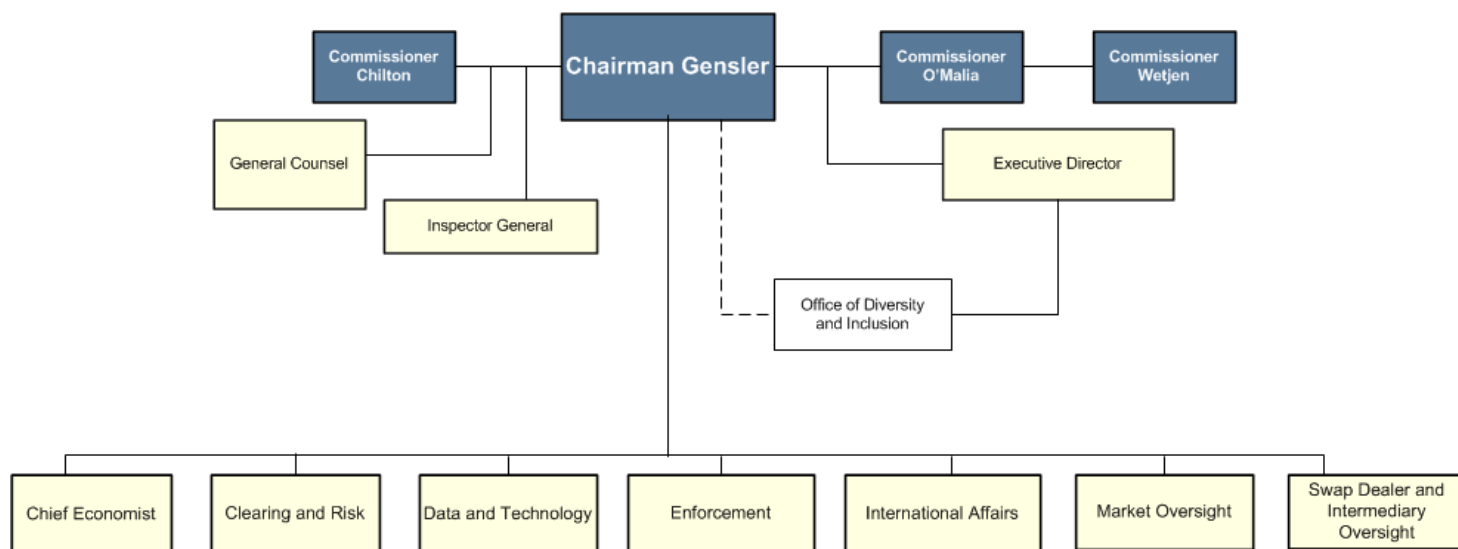 Commissioner
Chilton
Chairman Gensler
Commissioner
O'Malia
Commissioner
Wetjen
General Counsel
Executive Director
Inspector General
Office of Diversity
and Inclusion
Chief Economist
Clearing and Risk
Data and Technology
Enforcement
International Affairs
Market Oversight
Swap Dealer and
Intermediary
Oversight